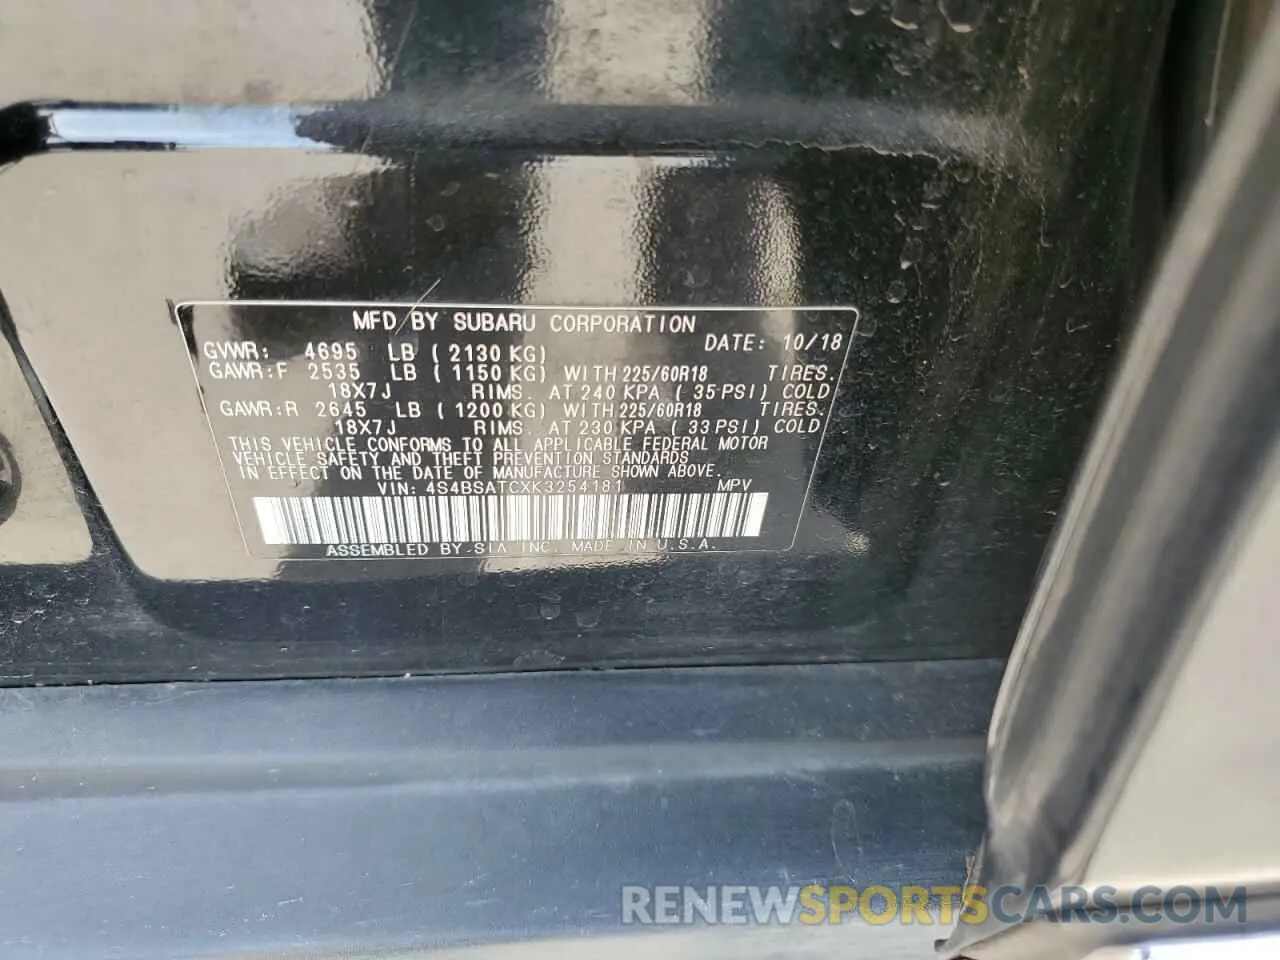 MFD BY SUBARU CORPORATION
DATE: 10/18
GVWR: 4695 LB (2130 KG)
GAWR:F 2535 LB (1150 KG) WITH 225/60R18 TIRES.
18X7J RIMS. AT 240 KPA (35 PSI) COLD
GAWR:R 2645 LB (1200 KG) WITH 225/60R18 TIRES.
18X7J RIMS. AT 230 KPA (33 PSI) COLD
THIS VEHICLE CONFORMS TO ALL APPLICABLE FEDERAL MOTOR
VEHICLE SAFETY AND THEFT PREVENTION STANDARDS
IN EFFECT ON THE DATE OF MANUFACTURE SHOWN ABOVE.
VIN: 4S4BSATCXK3254181 MPV
ASSEMBLED BY SIA INC. MADE IN U.S.A.
RENEWSPORTSCARS.COM